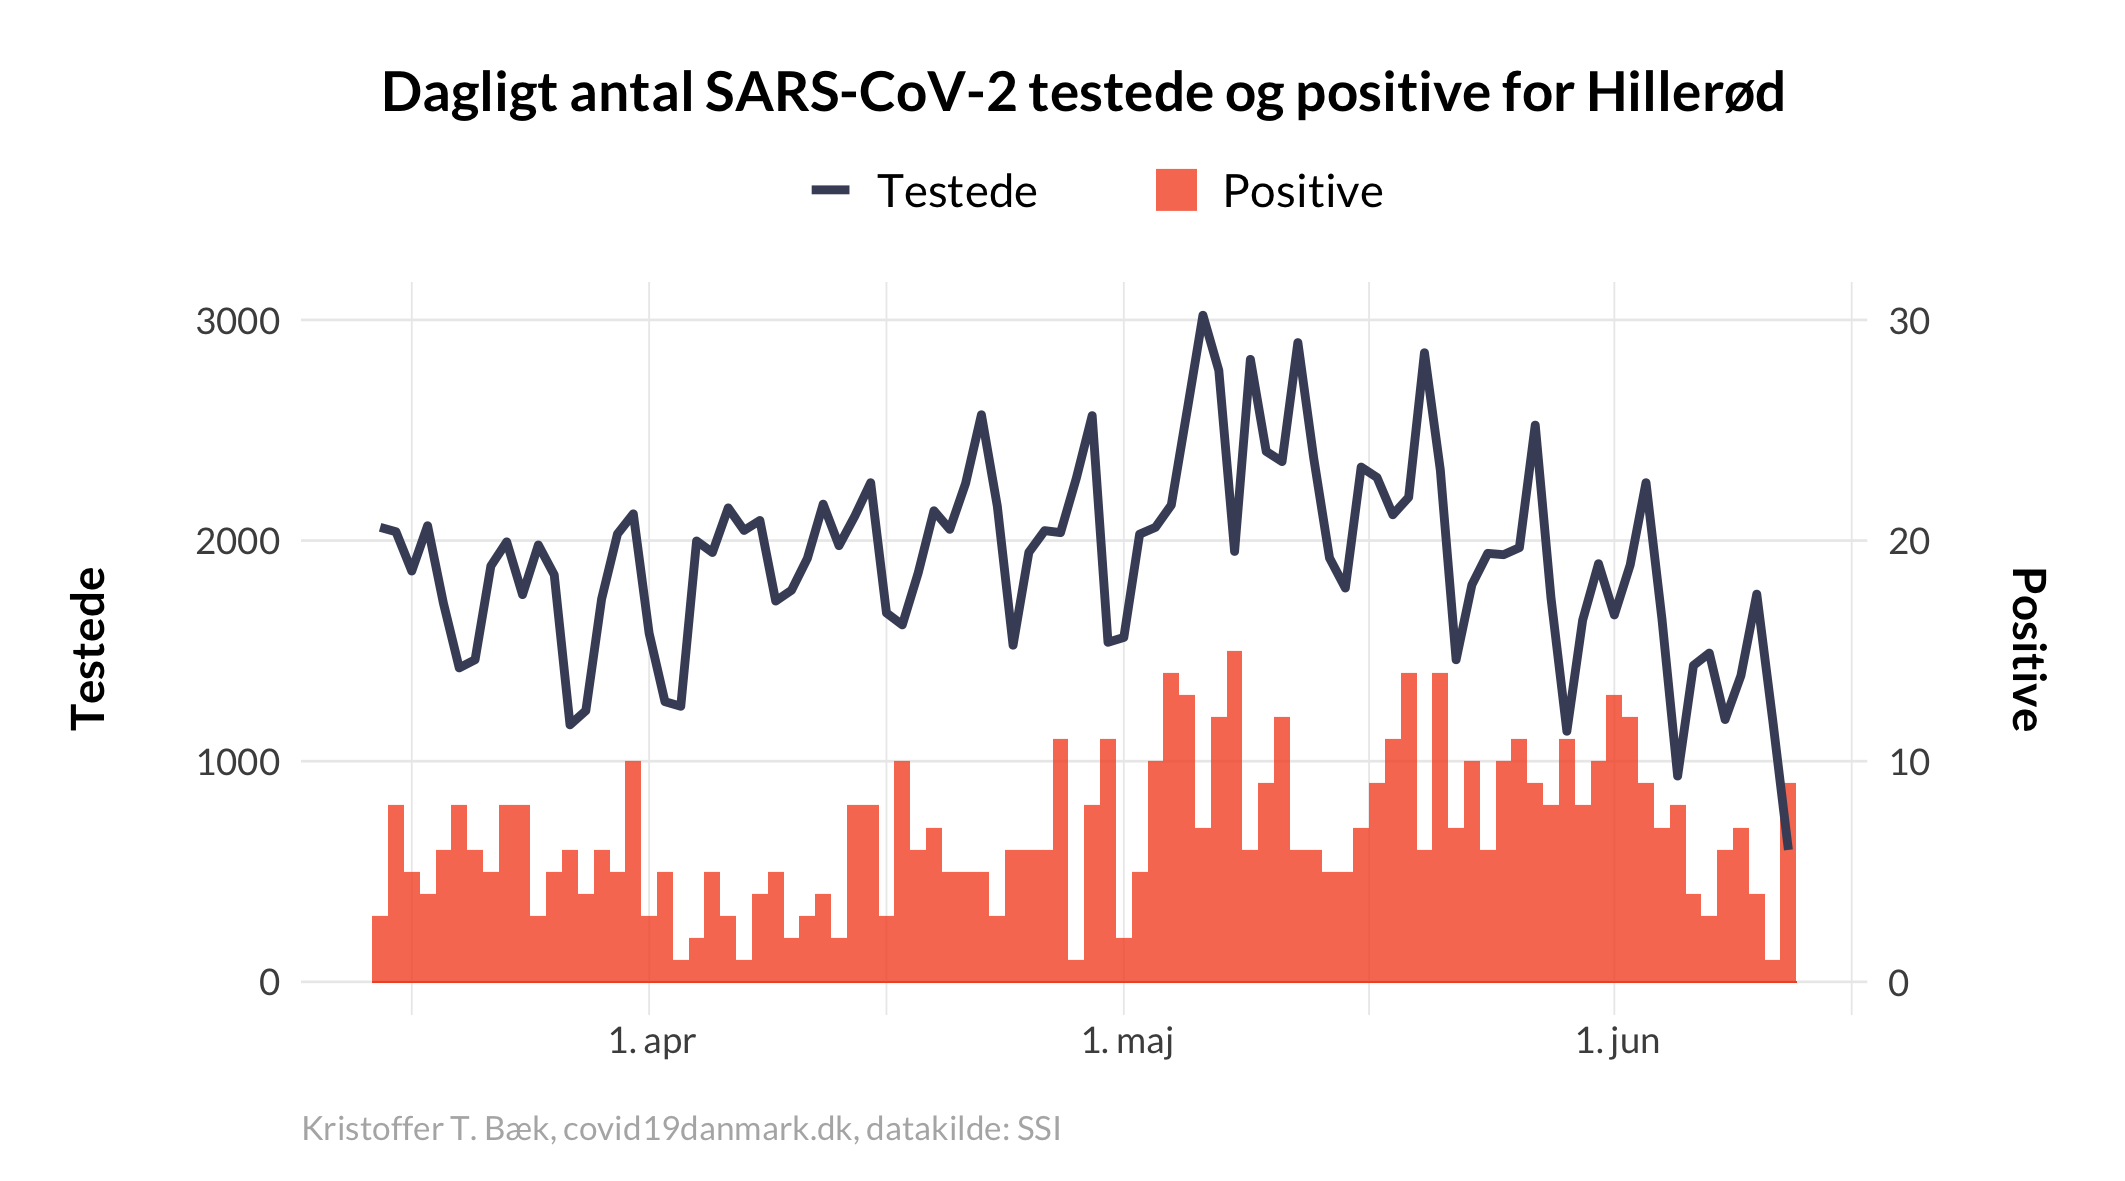 Dagligt antal SARS-CoV-2 testede og positive for Hillerød
Testede
Positive
3000
2000
1000
0
30
20
10
0
Testede
Positive
1. apr
1. maj
1. jun
Kristoffer T. Bæk, covid19danmark.dk, datakilde: SSI